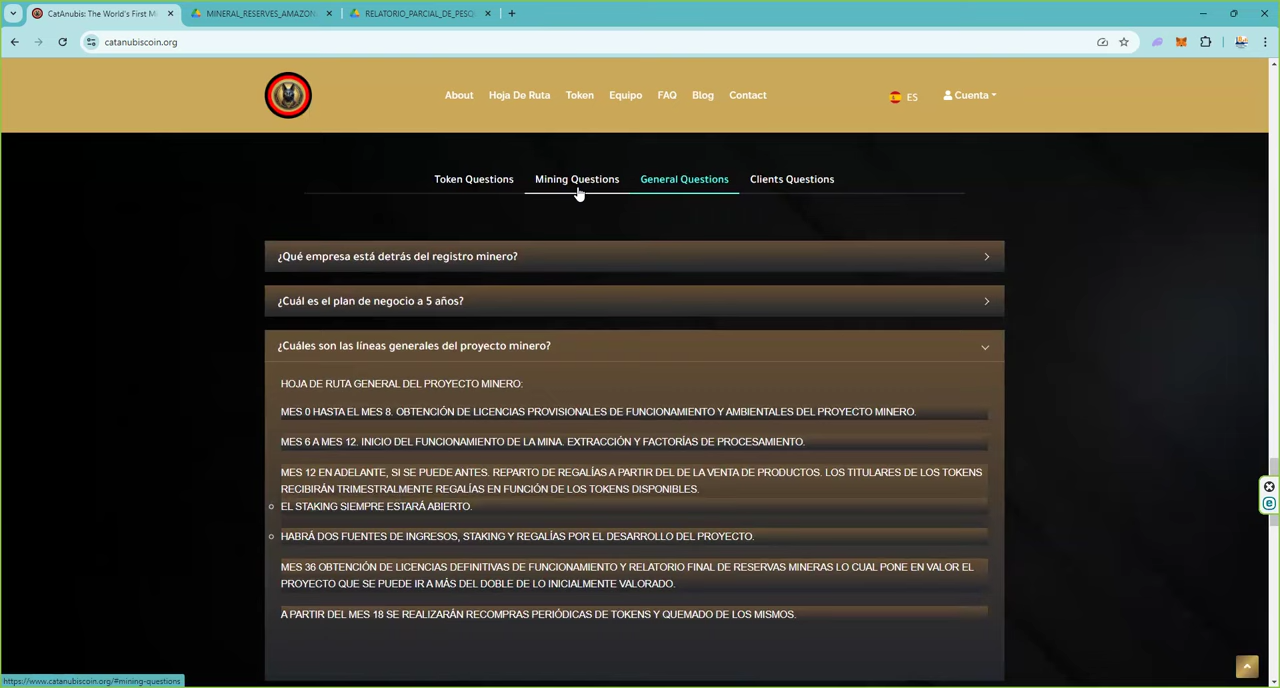 CatAnubis: The World's First M
MINERAL_RESERVES_AMAZON
RELATORIO_PARCIAL_DE_PESQ
catanubiscoin.org
About
Hoja De Ruta
Token
Equipo
FAQ
Blog
Contact
ES
Cuenta
Token Questions
Mining Questions
General Questions
Clients Questions
¿Qué empresa está detrás del registro minero?
¿Cuál es el plan de negocio a 5 años?
¿Cuáles son las líneas generales del proyecto minero?
HOJA DE RUTA GENERAL DEL PROYECTO MINERO:
MES 0 HASTA EL MES 8. OBTENCIÓN DE LICENCIAS PROVISIONALES DE FUNCIONAMIENTO Y AMBIENTALES DEL PROYECTO MINERO.
MES 6 A MES 12. INICIO DEL FUNCIONAMIENTO DE LA MINA. EXTRACCIÓN Y FACTORÍAS DE PROCESAMIENTO.
MES 12 EN ADELANTE, SI SE PUEDE ANTES. REPARTO DE REGALÍAS A PARTIR DEL DE LA VENTA DE PRODUCTOS. LOS TITULARES DE LOS TOKENS
RECIBIRÁN TRIMESTRALMENTE REGALÍAS EN FUNCIÓN DE LOS TOKENS DISPONIBLES.
EL STAKING SIEMPRE ESTARÁ ABIERTO.
HABRÁ DOS FUENTES DE INGRESOS, STAKING Y REGALÍAS POR EL DESARROLLO DEL PROYECTO.
MES 36 OBTENCIÓN DE LICENCIAS DEFINITIVAS DE FUNCIONAMIENTO Y RELATORIO FINAL DE RESERVAS MINERAS LO CUAL PONE EN VALOR EL
PROYECTO QUE SE PUEDE IR A MÁS DEL DOBLE DE LO INICIALMENTE VALORADO.
A PARTIR DEL MES 18 SE REALIZARÁN RECOMPRAS PERIÓDICAS DE TOKENS Y QUEMADO DE LOS MISMOS.
https://www.catanubiscoin.org/#mining-questions